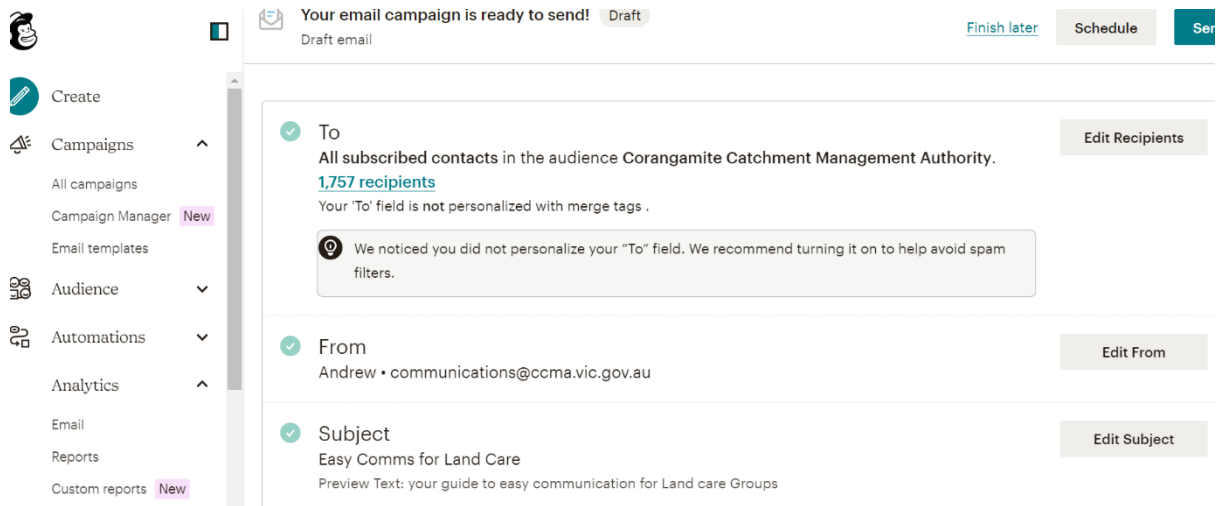 Your email campaign is ready to send! Draft
Draft email
Finish later
Schedule
Create
Campaigns
All campaigns
Campaign Manager New
Email templates
Audience
Automations
Analytics
Email
Reports
Custom reports New
To
All subscribed contacts in the audience Corangamite Catchment Management Authority.
1,757 recipients
Your 'To' field is not personalized with merge tags .
We noticed you did not personalize your “To” field. We recommend turning it on to help avoid spam
filters.
Edit Recipients
From
Andrew • communications@ccma.vic.gov.au
Edit From
Subject
Easy Comms for Land Care
Preview Text: your guide to easy communication for Land care Groups
Edit Subject